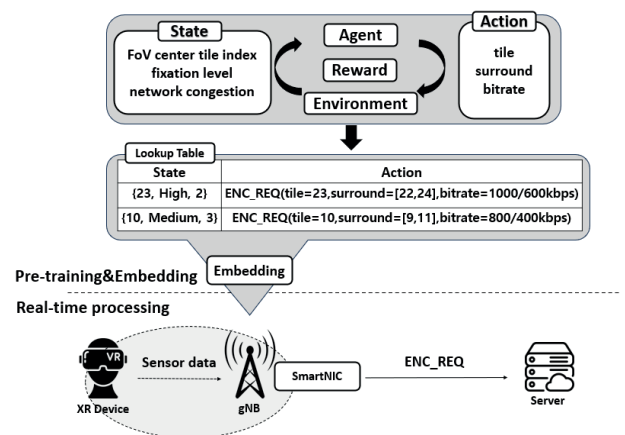 State
FoV center tile index
fixation level
network congestion
Agent
Reward
Environment
Action
tile
surround
bitrate
Lookup Table
State Action
{23, High, 2} ENC_REQ(tile=23,surround=[22,24],bitrate=1000/600kbps)
{10, Medium, 3} ENC_REQ(tile=10,surround=[9,11],bitrate=800/400kbps)
Embedding
Pre-training&Embedding
Real-time processing
VR
Sensor data
XR Device
gNB
SmartNIC
ENC_REQ
Server